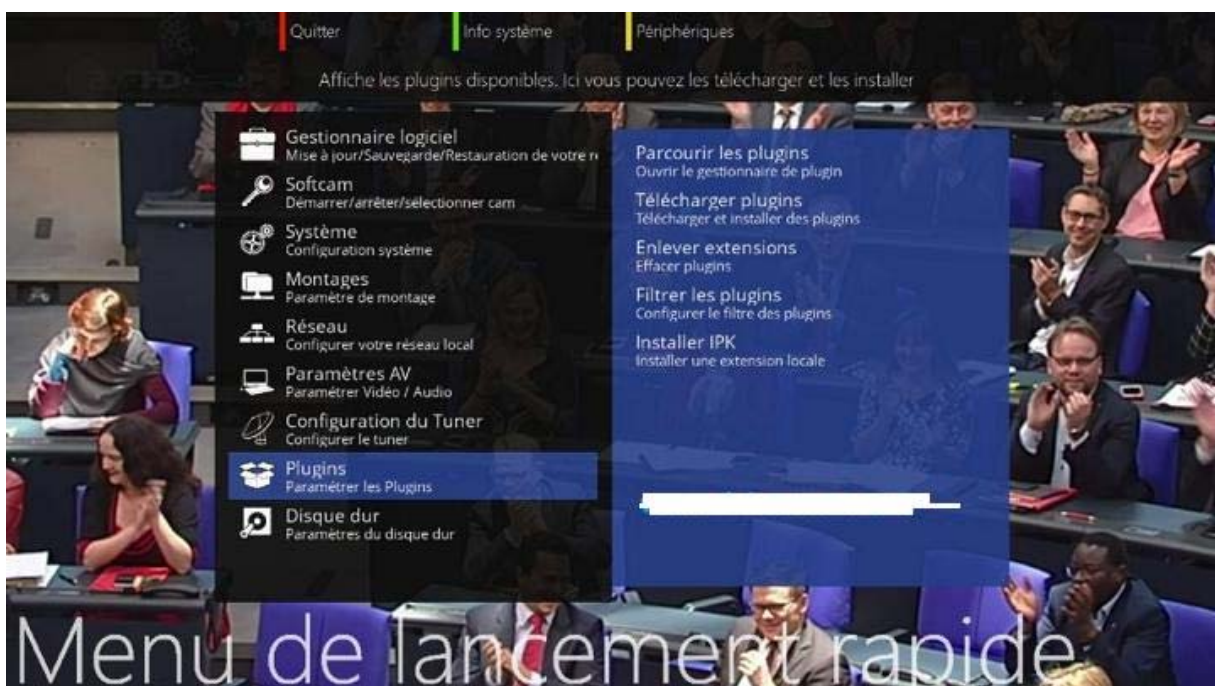 Quitter
Info système
Périphériques
Affiche les plugins disponibles. Ici vous pouvez les télécharger et les installer
Gestionnaire logiciel
Mise à jour/Sauvegarde/Restauration de votre re
Softcam
Démarrer/arrêter/sélectionner cam
Système
Configuration système
Montages
Paramètre de montage
Réseau
Configurer votre réseau local
Paramètres AV
Paramétrer Vidéo / Audio
Configuration du Tuner
Configurer le tuner
Plugins
Paramétrer les Plugins
Disque dur
Paramètres du disque dur
Parcourir les plugins
Ouvrir le gestionnaire de plugin
Télécharger plugins
Télécharger et installer des plugins
Enlever extensions
Effacer plugins
Filtrer les plugins
Configurer le filtre des plugins
Installer IPK
Installer une extension locale
Menu de lancement rapide